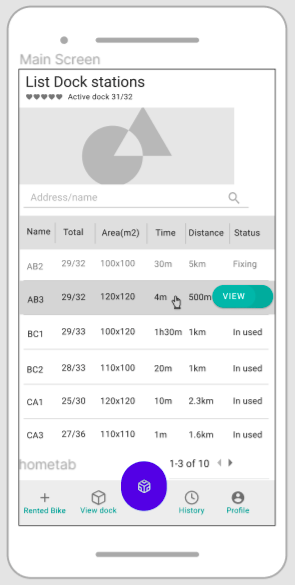 Main Screen
List Dock stations
Active dock 31/32
Address/name
Name Total Area(m2) Time Distance Status
AB2 29/32 100x100 30m 5km Fixing
AB3 29/32 120x120 4m 500m VIEW
BC1 29/33 100x120 1h30m 1km In used
BC2 28/33 110x100 20m 1km In used
CA1 25/30 120x120 10m 2.3km In used
CA3 27/36 110x110 1m 1.6km In used
hometab 1-3 of 10
Rented Bike View dock History Profile